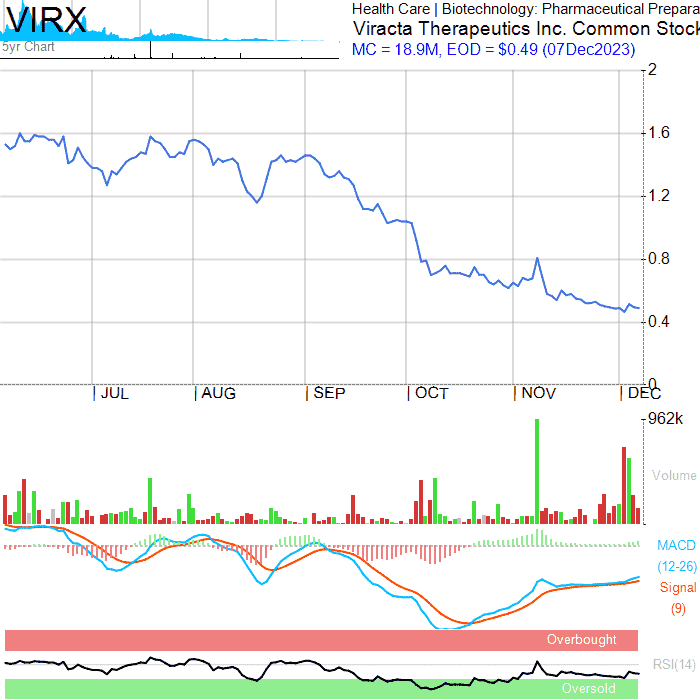 VIRX
5yr Chart
Health Care | Biotechnology: Pharmaceutical Prepara
Viracta Therapeutics Inc. Common Stock
MC = 18.9M, EOD = $0.49 (07Dec2023)
2
1.6
1.2
0.8
0.4
0
| JUL | AUG | SEP | OCT | NOV | DEC
962k
Volume
MACD
(12-26)
Signal
(9)
Overbought
RSI(14)
Oversold